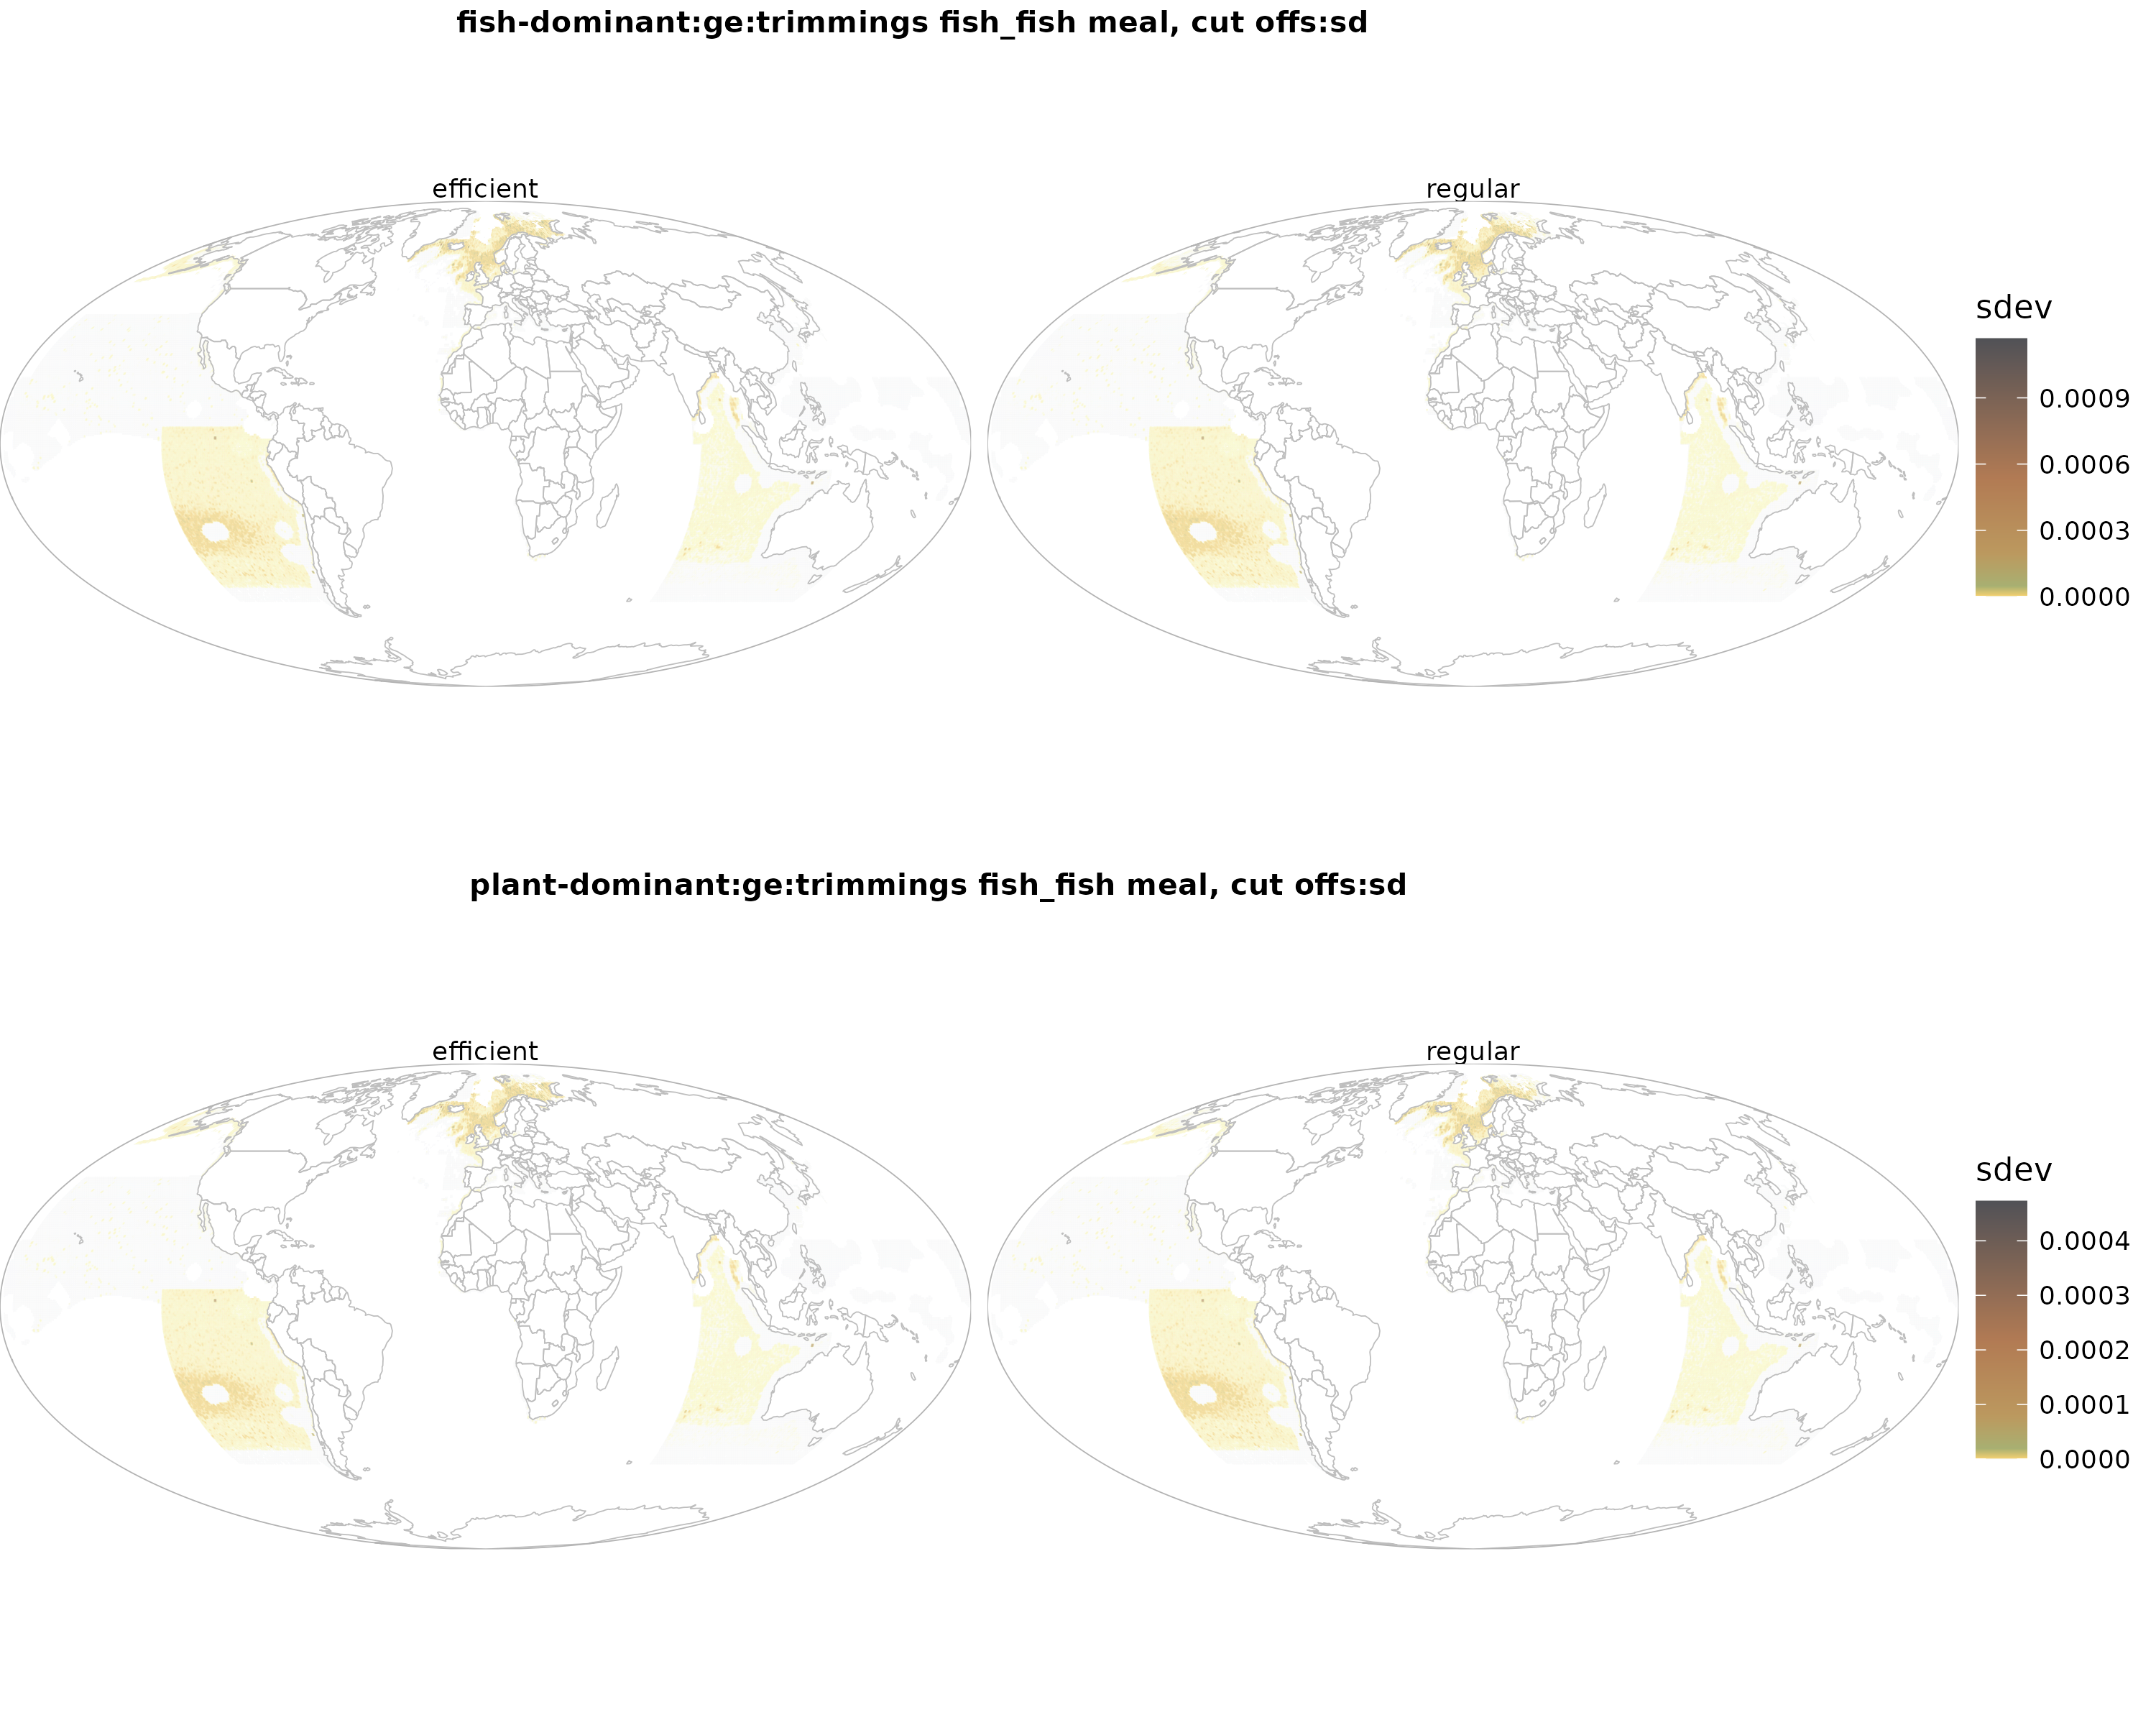 fish-dominant:ge:trimmings fish_fish meal, cut offs:sd
efficient
regular
sdev
0.0009
0.0006
0.0003
0.0000
plant-dominant:ge:trimmings fish_fish meal, cut offs:sd
efficient
regular
sdev
0.0004
0.0003
0.0002
0.0001
0.0000